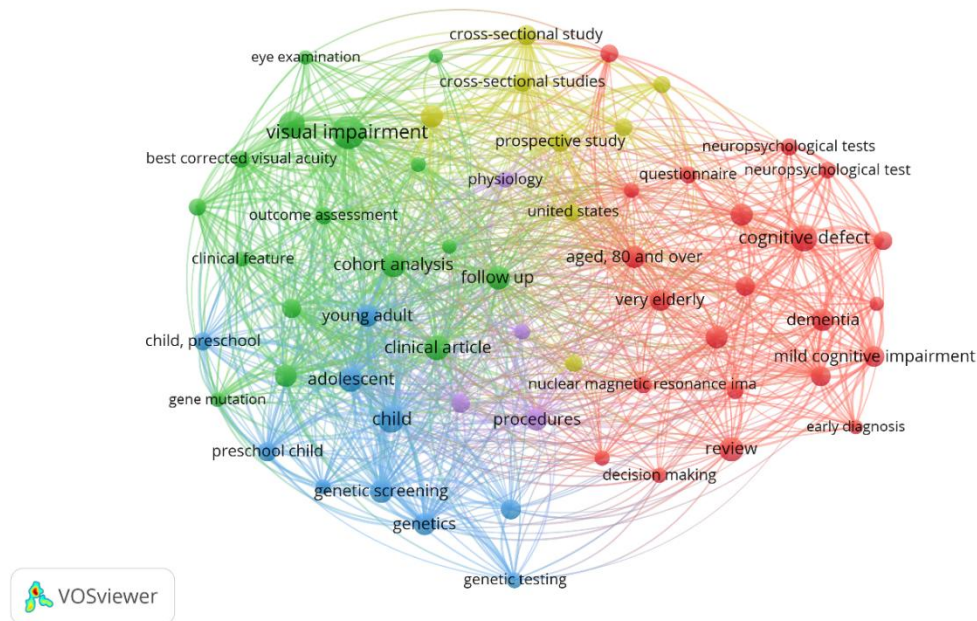 cross-sectional study
eye examination
cross-sectional studies
visual impairment
prospective study
neuropsychological tests
best corrected visual acuity
physiology
questionnaire
neuropsychological test
outcome assessment
united states
cognitive defect
clinical feature
cohort analysis
aged, 80 and over
follow up
very elderly
young adult
dementia
child, preschool
clinical article
mild cognitive impairment
adolescent
nuclear magnetic resonance ima
gene mutation
child
procedures
early diagnosis
preschool child
review
decision making
genetic screening
genetics
genetic testing
VOSviewer